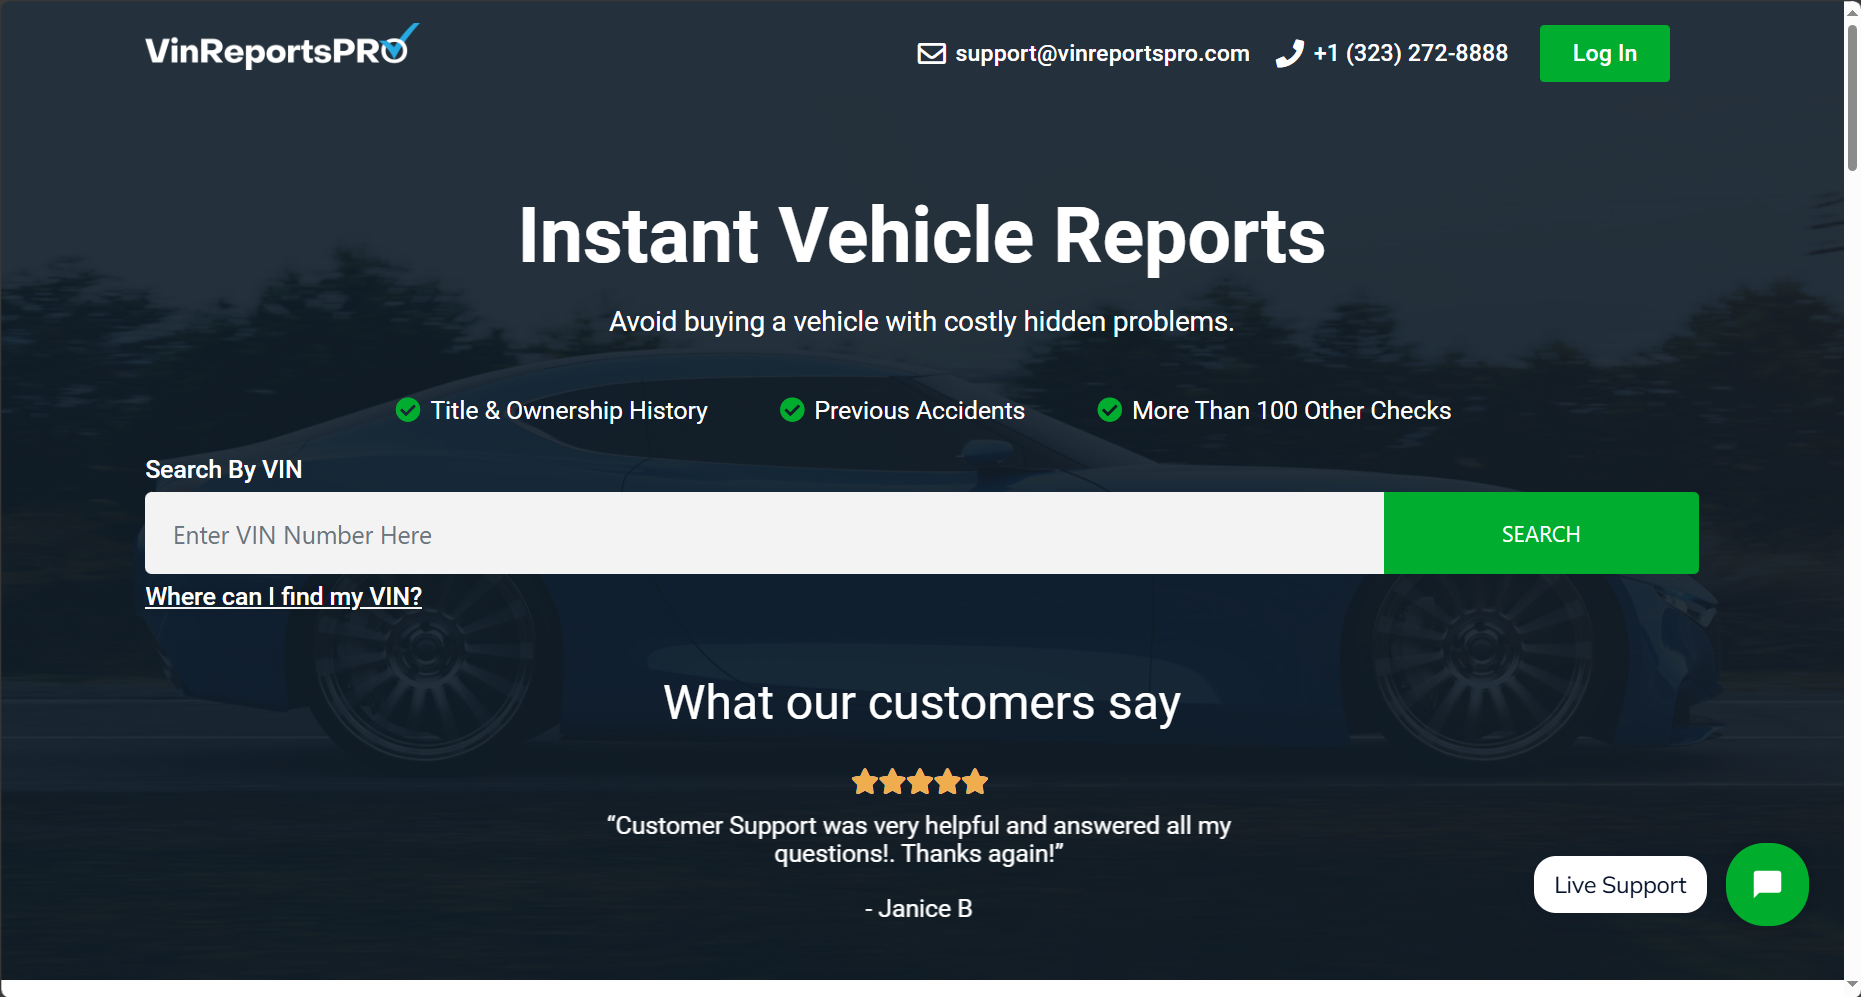 VinReportsPRO
support@vinreportspro.com
+1 (323) 272-8888
Log In
Instant Vehicle Reports
Avoid buying a vehicle with costly hidden problems.
Title & Ownership History
Previous Accidents
More Than 100 Other Checks
Search By VIN
Enter VIN Number Here
SEARCH
Where can I find my VIN?
What our customers say
“Customer Support was very helpful and answered all my
questions!. Thanks again!”
- Janice B
Live Support